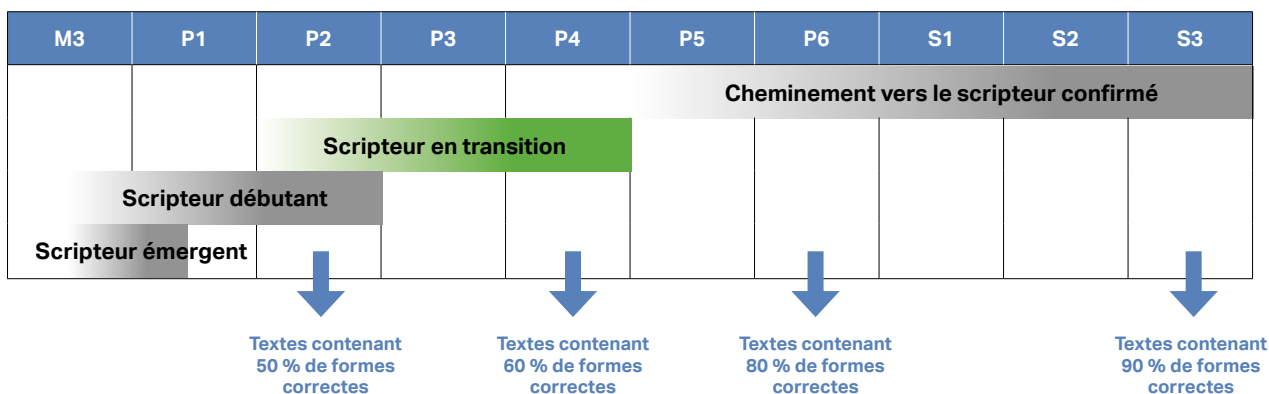 M3 P1 P2 P3 P4 P5 P6 S1 S2 S3
Cheminement vers le scripteur confirmé
Scripteur en transition
Scripteur débutant
Scripteur émergent
Textes contenant
50 % de formes
correctes
Textes contenant
60 % de formes
correctes
Textes contenant
80 % de formes
correctes
Textes contenant
90 % de formes
correctes